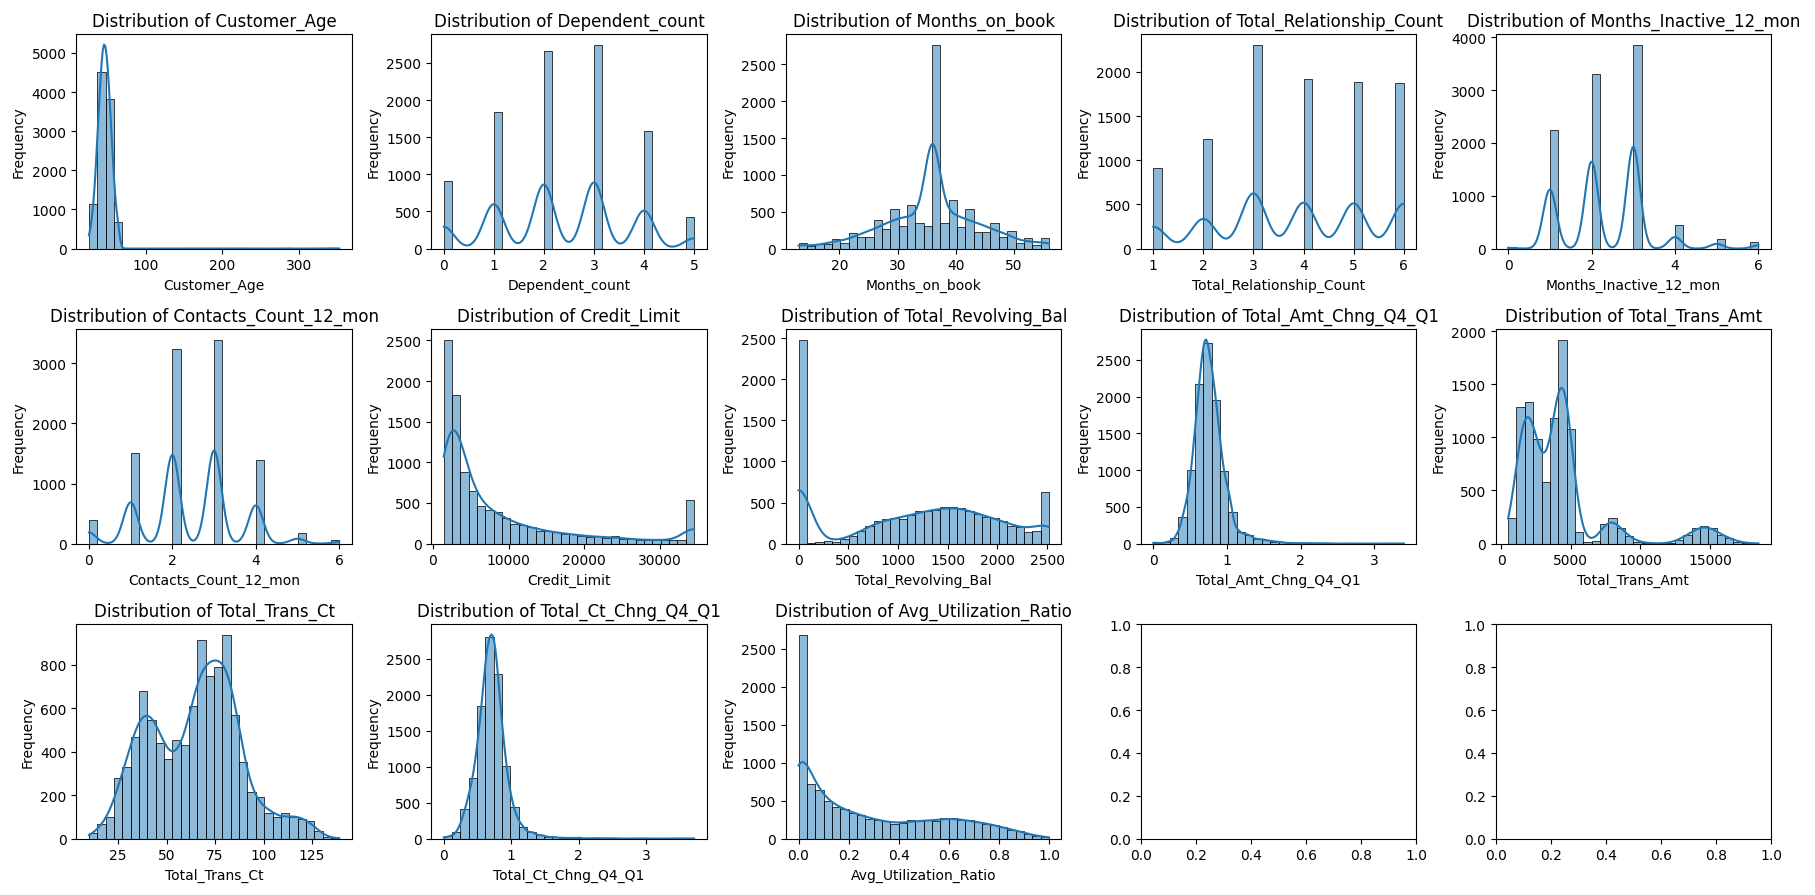 Distribution of Customer_Age
Frequency
5000
4000
3000
2000
1000
0
100 200 300
Customer_Age
Distribution of Dependent_count
Frequency
2500
2000
1500
1000
500
0
0 1 2 3 4 5
Dependent_count
Distribution of Months_on_book
Frequency
2500
2000
1500
1000
500
0
20 30 40 50
Months_on_book
Distribution of Total_Relationship_Count
Frequency
2000
1500
1000
500
0
1 2 3 4 5 6
Total_Relationship_Count
Distribution of Months_Inactive_12_mon
Frequency
4000
3000
2000
1000
0
0 2 4 6
Months_Inactive_12_mon
Distribution of Contacts_Count_12_mon
Frequency
3000
2000
1000
0
0 2 4 6
Contacts_Count_12_mon
Distribution of Credit_Limit
Frequency
2500
2000
1500
1000
500
0
0 10000 20000 30000
Credit_Limit
Distribution of Total_Revolving_Bal
Frequency
2500
2000
1500
1000
500
0
0 500 1000 1500 2000 2500
Total_Revolving_Bal
Distribution of Total_Amt_Chng_Q4_Q1
Frequency
2500
2000
1500
1000
500
0
0 1 2 3
Total_Amt_Chng_Q4_Q1
Distribution of Total_Trans_Amt
Frequency
2000
1500
1000
500
0
0 5000 10000 15000
Total_Trans_Amt
Distribution of Total_Trans_Ct
Frequency
800
600
400
200
0
25 50 75 100 125
Total_Trans_Ct
Distribution of Total_Ct_Chng_Q4_Q1
Frequency
2500
2000
1500
1000
500
0
0 1 2 3
Total_Ct_Chng_Q4_Q1
Distribution of Avg_Utilization_Ratio
Frequency
2500
2000
1500
1000
500
0
0.0 0.2 0.4 0.6 0.8 1.0
Avg_Utilization_Ratio
1.0
0.8
0.6
0.4
0.2
0.0
0.0 0.2 0.4 0.6 0.8 1.0
1.0
0.8
0.6
0.4
0.2
0.0
0.0 0.2 0.4 0.6 0.8 1.0